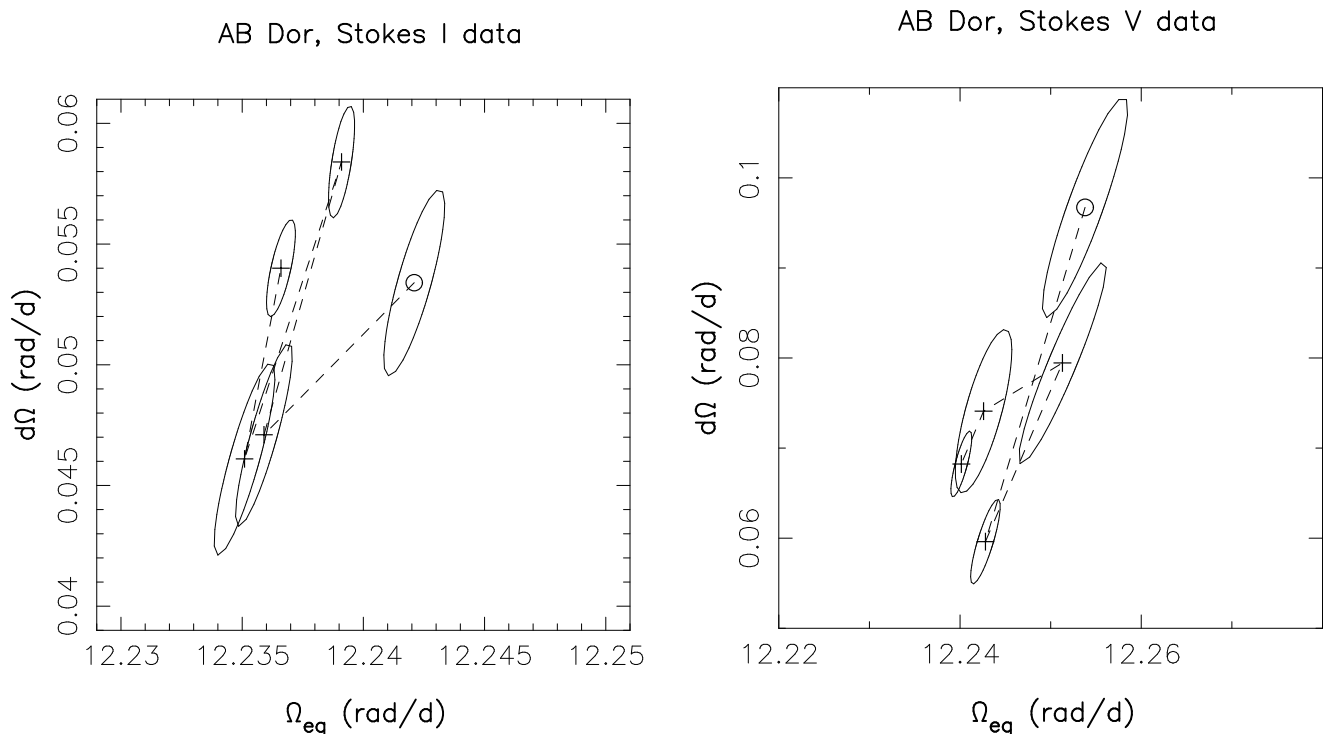 AB Dor, Stokes I data
dΩ (rad/d)
0.06
0.055
0.05
0.045
0.04
12.23 12.235 12.24 12.245 12.25
Ωeq (rad/d)
AB Dor, Stokes V data
dΩ (rad/d)
0.1
0.08
0.06
12.22 12.24 12.26
Ωeq (rad/d)